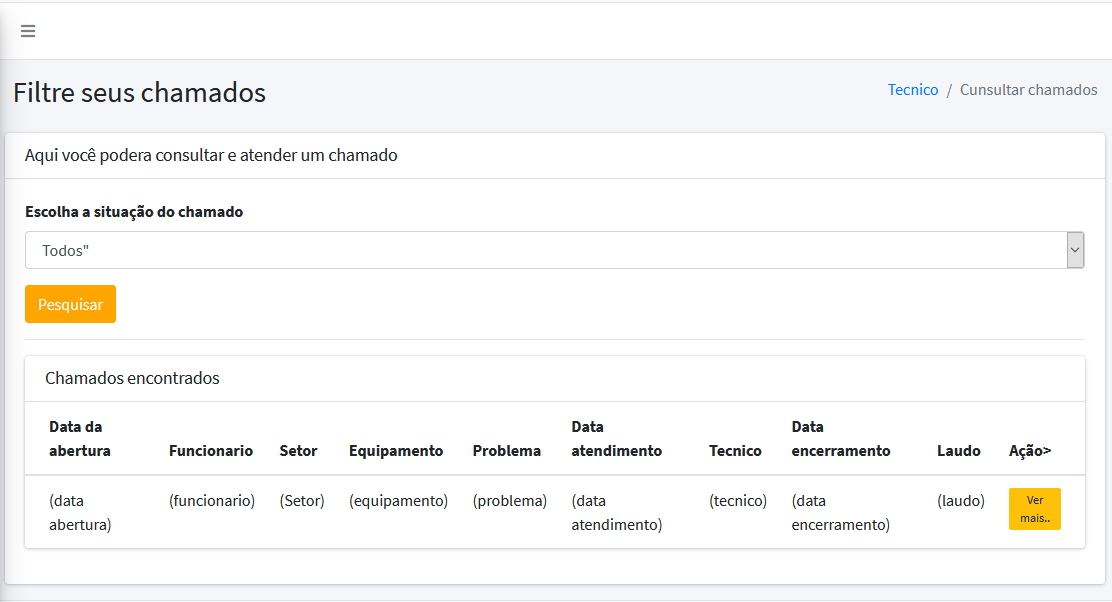 Filtre seus chamados
Tecnico / Cunsultar chamados
Aqui você podera consultar e atender um chamado
Escolha a situação do chamado
Todos"
Pesquisar
Chamados encontrados
Data da abertura Funcionario Setor Equipamento Problema Data atendimento Tecnico Data encerramento Laudo Ação>
(data abertura) (funcionario) (Setor) (equipamento) (problema) (data atendimento) (tecnico) (data encerramento) (laudo) Ver mais..